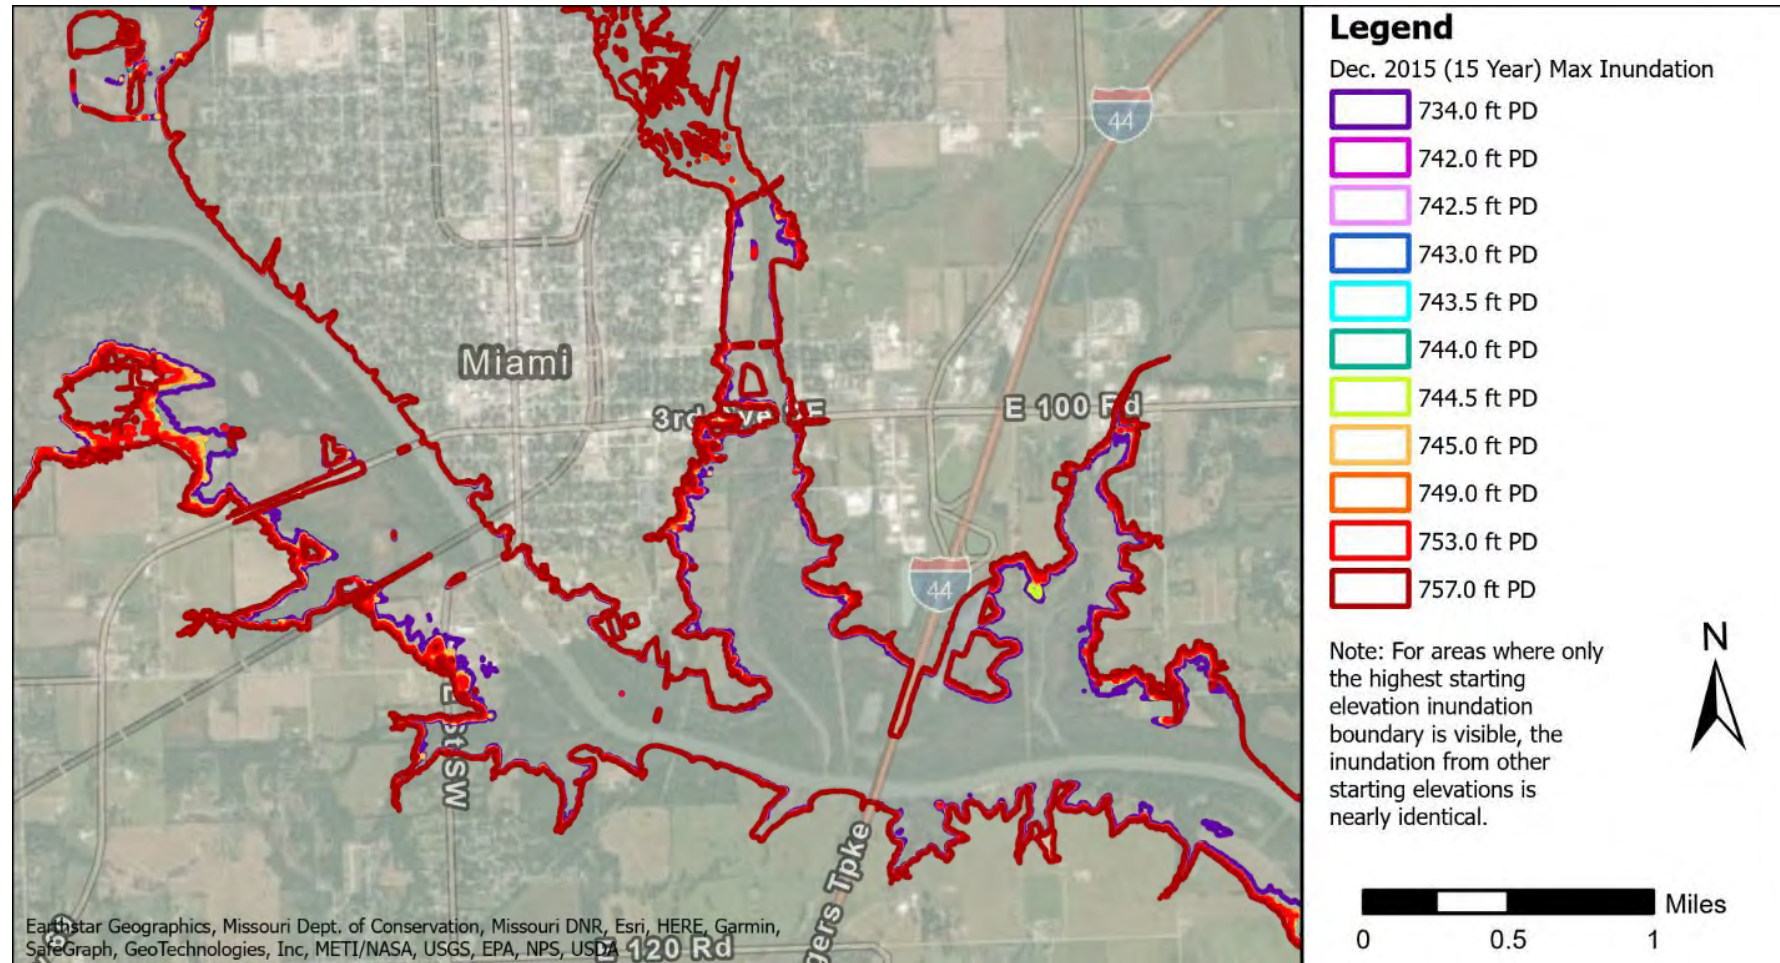 Legend
Dec. 2015 (15 Year) Max Inundation
734.0 ft PD
742.0 ft PD
742.5 ft PD
743.0 ft PD
743.5 ft PD
744.0 ft PD
744.5 ft PD
745.0 ft PD
749.0 ft PD
753.0 ft PD
757.0 ft PD
Note: For areas where only
the highest starting
elevation inundation
boundary is visible, the
inundation from other
starting elevations is
nearly identical.
N
Miles
0 0.5 1
44
Miami
3rd Ave SE
E 100 Rd
44
SW
Tpke
E 120 Rd
Earthstar Geographics, Missouri Dept. of Conservation, Missouri DNR, Esri, HERE, Garmin,
SafeGraph, GeoTechnologies, Inc, METI/NASA, USGS, EPA, NPS, USDA